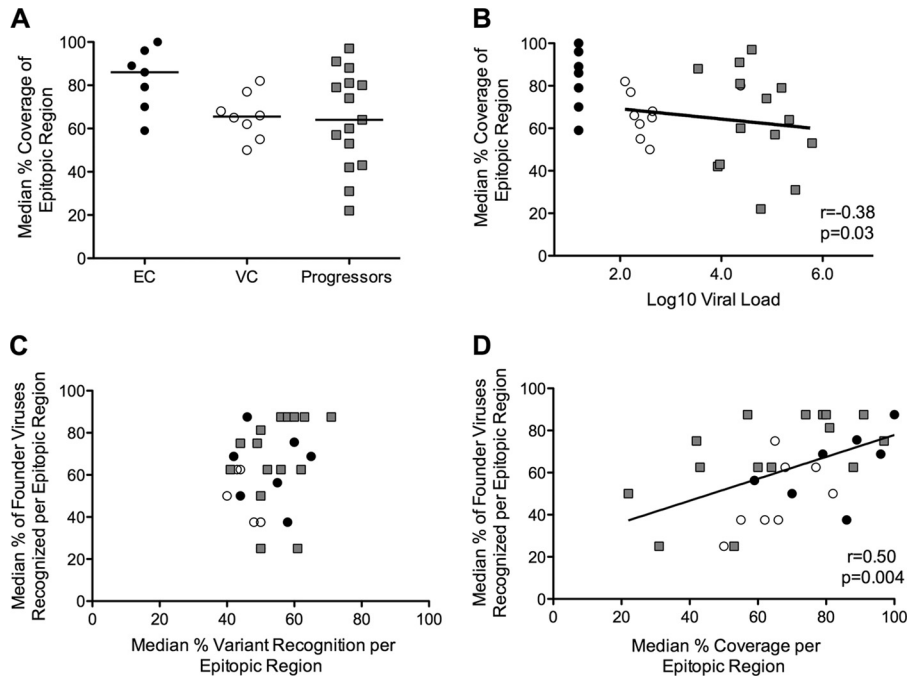 A
Median % Coverage of
Epitopic Region
100
80
60
40
20
0
EC
VC
Progressors
B
Median % Coverage of
Epitopic Region
100
80
60
40
20
0
r=-0.38
p=0.03
2.0
4.0
6.0
Log10 Viral Load
C
Median % of Founder Viruses
Recognized per Epitopic Region
100
80
60
40
20
0
0
20
40
60
80
100
Median % Variant Recognition per
Epitopic Region
D
Median % of Founder Viruses
Recognized per Epitopic Region
100
80
60
40
20
0
r=0.50
p=0.004
0
20
40
60
80
100
Median % Coverage per
Epitopic Region